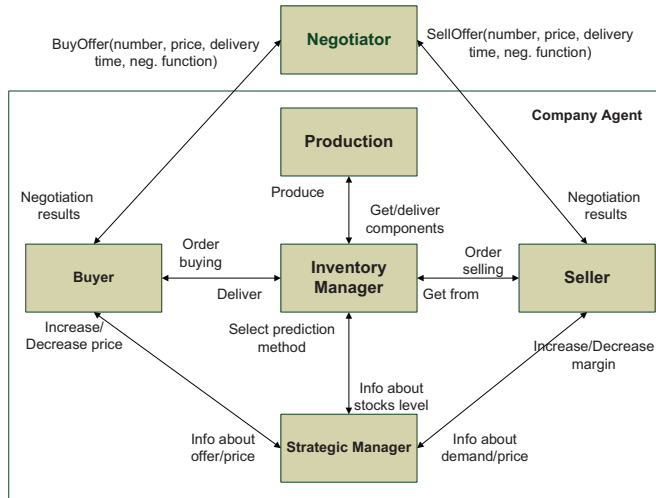 BuyOffer(number, price, delivery
time, neg. function)
Negotiator
SellOffer(number, price, delivery
time, neg. function)
Company Agent
Production
Produce
Get/deliver
components
Negotiation
results
Negotiation
results
Buyer
Order
buying
Deliver
Inventory
Manager
Order
selling
Get from
Seller
Increase/
Decrease price
Select prediction
method
Increase/Decrease
margin
Info about
stocks level
Info about
offer/price
Strategic Manager
Info about
demand/price